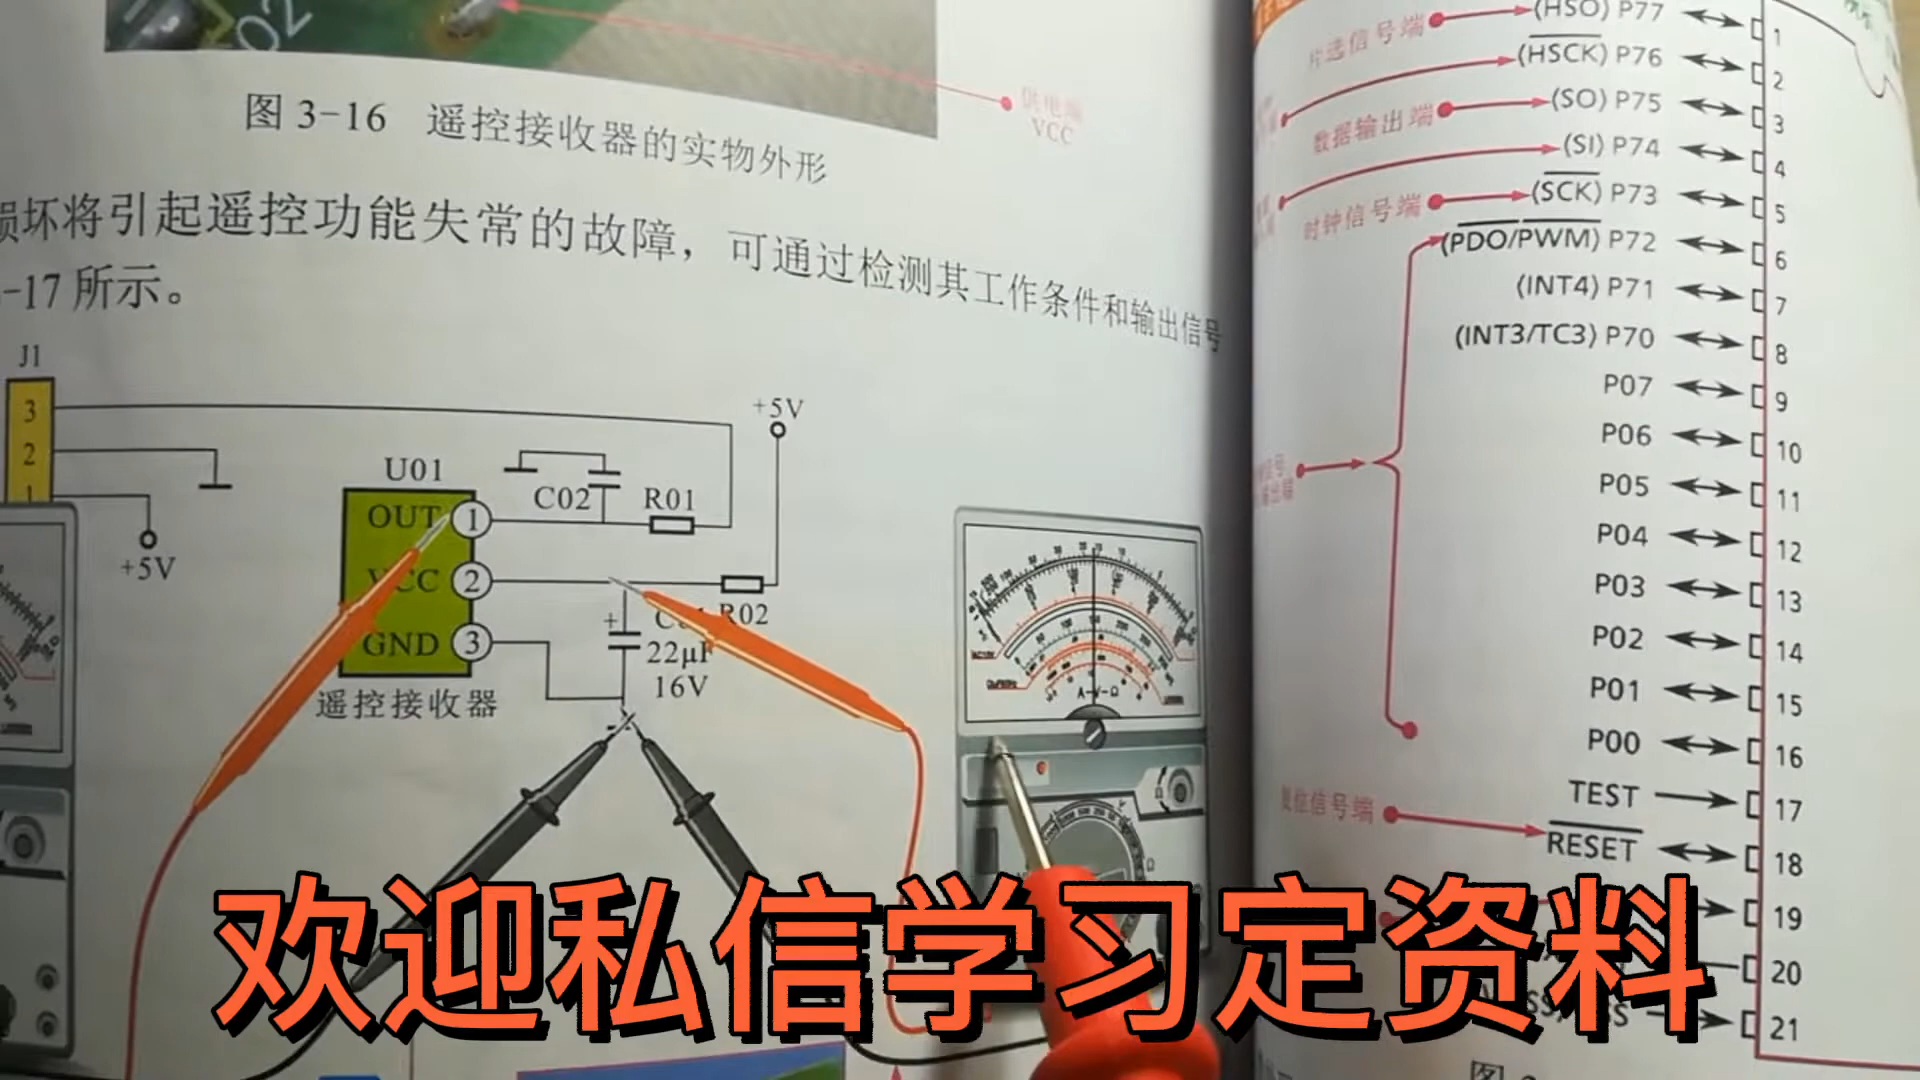 供电端
VCC
图 3-16 遥控接收器的实物外形
损坏将引起遥控功能失常的故障，可通过检测其工作条件和输出信号
-17 所示。
J1
3
2
1
+5V
U01
OUT 1
VCC 2
GND 3
遥控接收器
C02
R01
+5V
R02
+
22μF
16V
A-V-Ω
片选信号端
(HSO) P77 1
(HSCK) P76 2
数据输出端
(SO) P75 3
(SI) P74 4
时钟信号端
(SCK) P73 5
(PDO/PWM) P72 6
(INT4) P71 7
(INT3/TC3) P70 8
P07 9
P06 10
P05 11
P04 12
P03 13
P02 14
P01 15
P00 16
TEST 17
复位信号端
RESET 18
19
20
21
欢迎私信学习定资料